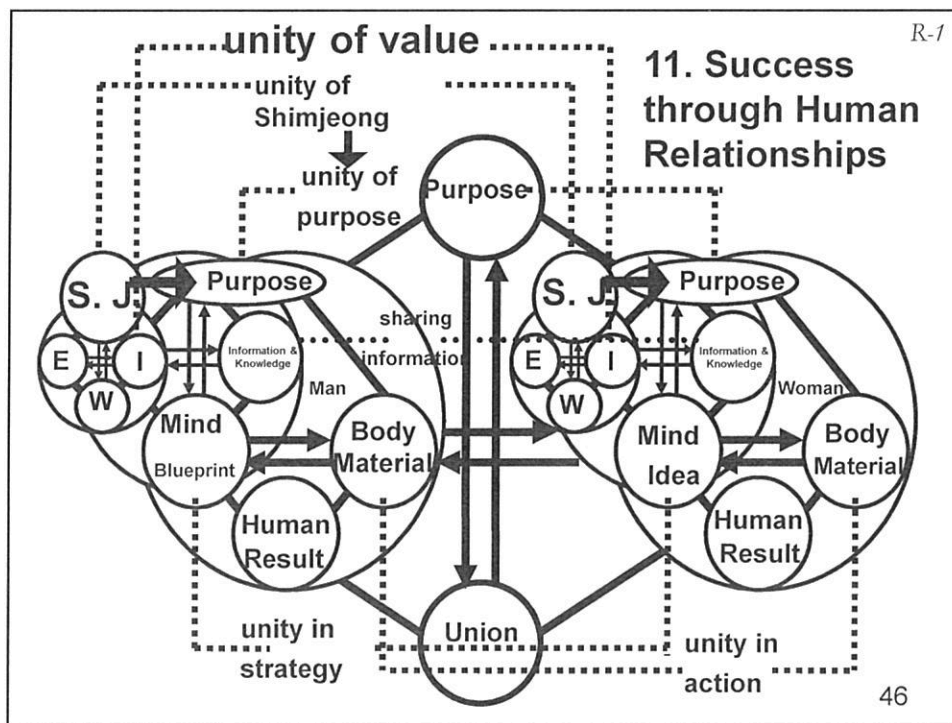 R-1
unity of value
11. Success
through Human
Relationships
unity of
Shimjeong
unity of
purpose
Purpose
S. J
Purpose
E
I
W
Information &
Knowledge
Man
Mind
Blueprint
Body
Material
Human
Result
sharing
information
S. J
Purpose
E
I
W
Information &
Knowledge
Woman
Mind
Idea
Body
Material
Human
Result
Union
unity in
strategy
unity in
action
46